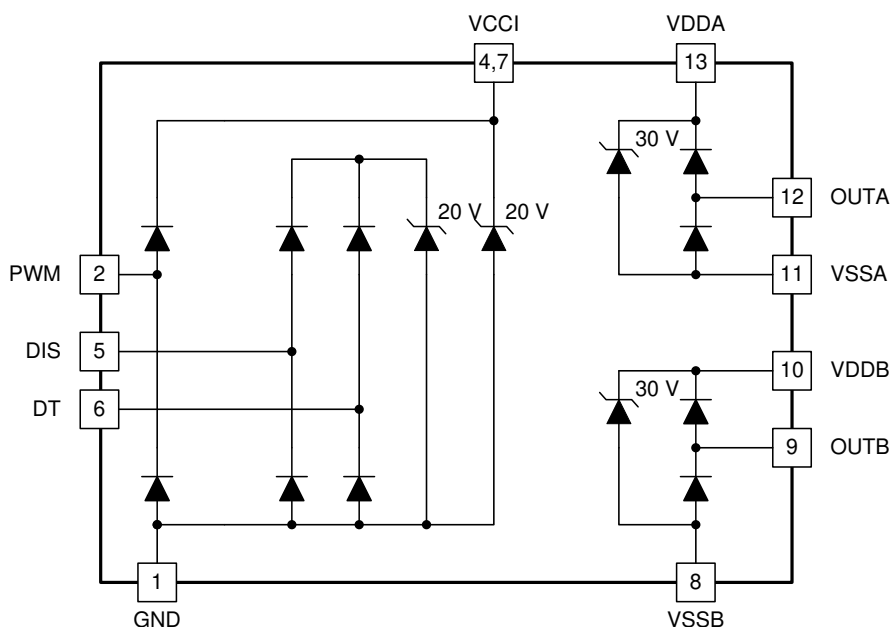 VCCI VDDA
4,7 13
30 V
12 OUTA
20 V 20 V
PWM 2
11 VSSA
DIS 5
10 VDDB
30 V
DT 6
9 OUTB
1 8
GND VSSB